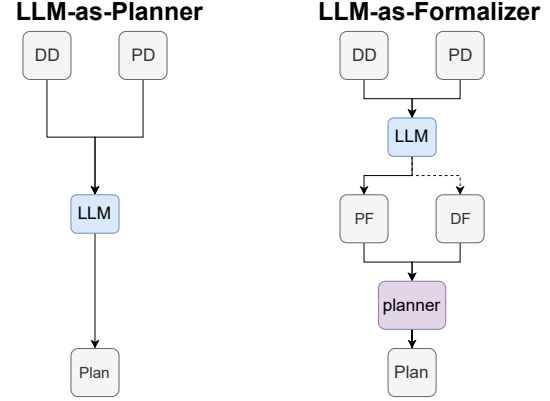 LLM-as-Planner
DD
PD
LLM
Plan
LLM-as-Formalizer
DD
PD
LLM
PF
DF
planner
Plan